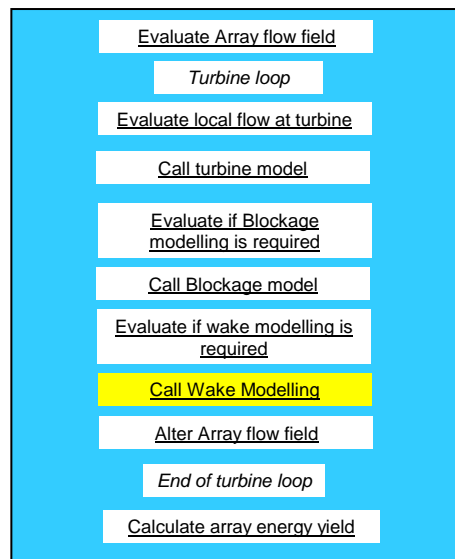 Evaluate Array flow field
Turbine loop
Evaluate local flow at turbine
Call turbine model
Evaluate if Blockage
modelling is required
Call Blockage model
Evaluate if wake modelling is
required
Call Wake Modelling
Alter Array flow field
End of turbine loop
Calculate array energy yield